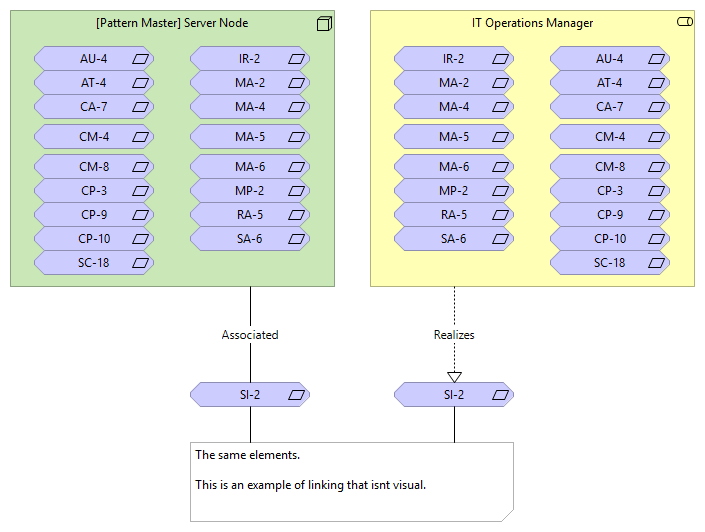 [Pattern Master] Server Node
AU-4
AT-4
CA-7
CM-4
CM-8
CP-3
CP-9
CP-10
SC-18
IR-2
MA-2
MA-4
MA-5
MA-6
MP-2
RA-5
SA-6
IT Operations Manager
IR-2
MA-2
MA-4
MA-5
MA-6
MP-2
RA-5
SA-6
AU-4
AT-4
CA-7
CM-4
CM-8
CP-3
CP-9
CP-10
SC-18
Associated
Realizes
SI-2
SI-2
The same elements.
This is an example of linking that isnt visual.